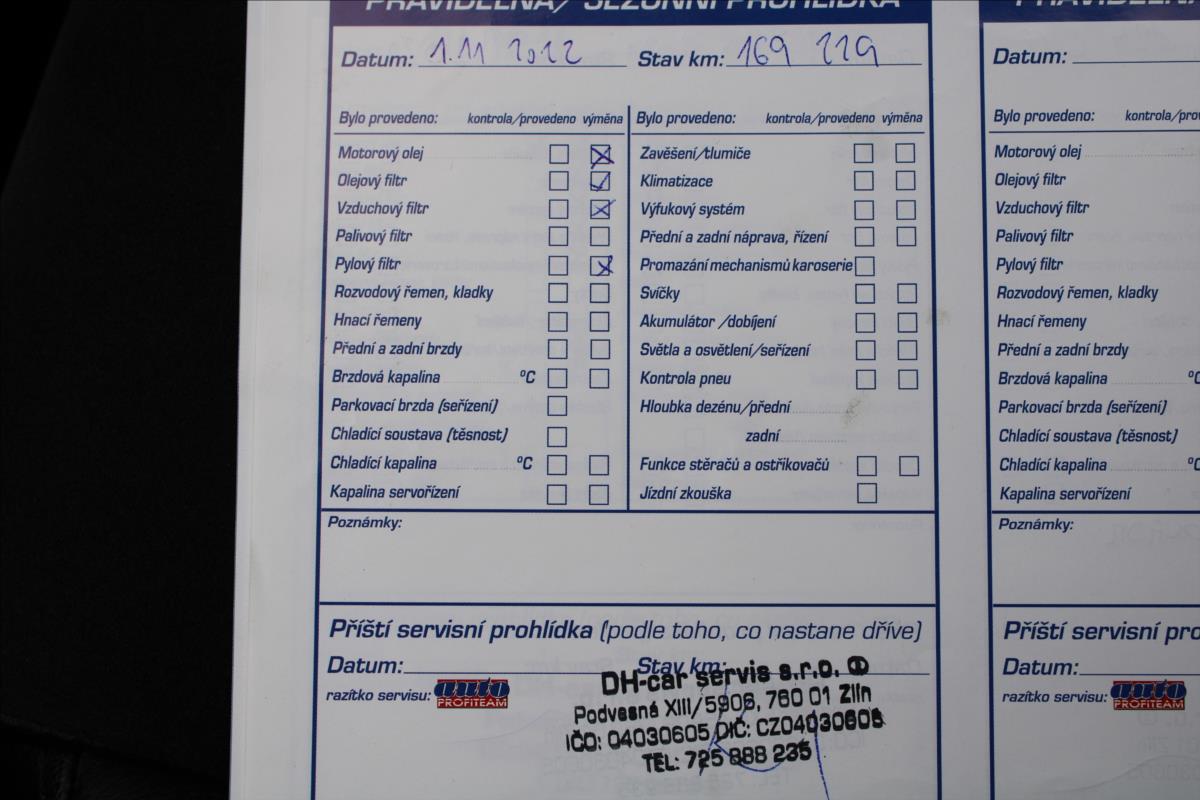 PRAVIDELNÁ/ SEZÓNNÍ PROHLÍDKA
Datum: 1.11 2022 Stav km: 169 229
Bylo provedeno: kontrola/provedeno výměna
Motorový olej
Olejový filtr
Vzduchový filtr
Palivový filtr
Pylový filtr
Rozvodový řemen, kladky
Hnací řemeny
Přední a zadní brzdy
Brzdová kapalina ºC
Parkovací brzda (seřízení)
Chladící soustava (těsnost)
Chladící kapalina ºC
Kapalina servořízení
Bylo provedeno: kontrola/provedeno výměna
Zavěšení/tlumiče
Klimatizace
Výfukový systém
Přední a zadní náprava, řízení
Promazání mechanismů karoserie
Svíčky
Akumulátor /dobíjení
Světla a osvětlení/seřízení
Kontrola pneu
Hloubka dezénu/přední
zadní
Funkce stěračů a ostřikovačů
Jízdní zkouška
Poznámky:
Příští servisní prohlídka (podle toho, co nastane dříve)
Datum: Stav km:
razítko servisu: auto PROFITEAM
DH-car servis s.r.o. ①
Podvesná XIII/5906, 760 01 Zlín
IČO: 04030605 DIČ: CZ04030605
TEL: 725 888 235
Datum:
Bylo provedeno:
Motorový olej
Olejový filtr
Vzduchový filtr
Palivový filtr
Pylový filtr
Rozvodový řemen, kladky
Hnací řemeny
Přední a zadní brzdy
Brzdová kapalina ºC
Parkovací brzda (seřízení)
Chladící soustava (těsnost)
Chladící kapalina ºC
Kapalina servořízení
Poznámky:
Příští servisní
Datum:
razítko servisu: auto PROFITEAM